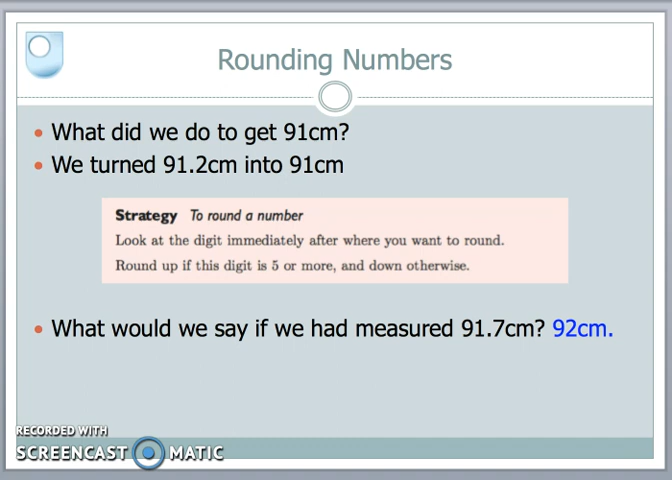 Rounding Numbers
• What did we do to get 91cm?
• We turned 91.2cm into 91cm
Strategy To round a number
Look at the digit immediately after where you want to round.
Round up if this digit is 5 or more, and down otherwise.
• What would we say if we had measured 91.7cm? 92cm.
RECORDED WITH
SCREENCAST MATIC